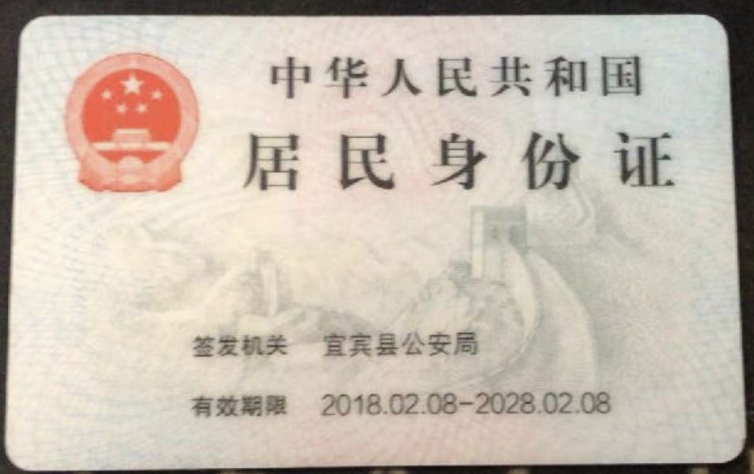 中华人民共和国
居民身份证
签发机关 宜宾县公安局
有效期限 2018.02.08-2028.02.08